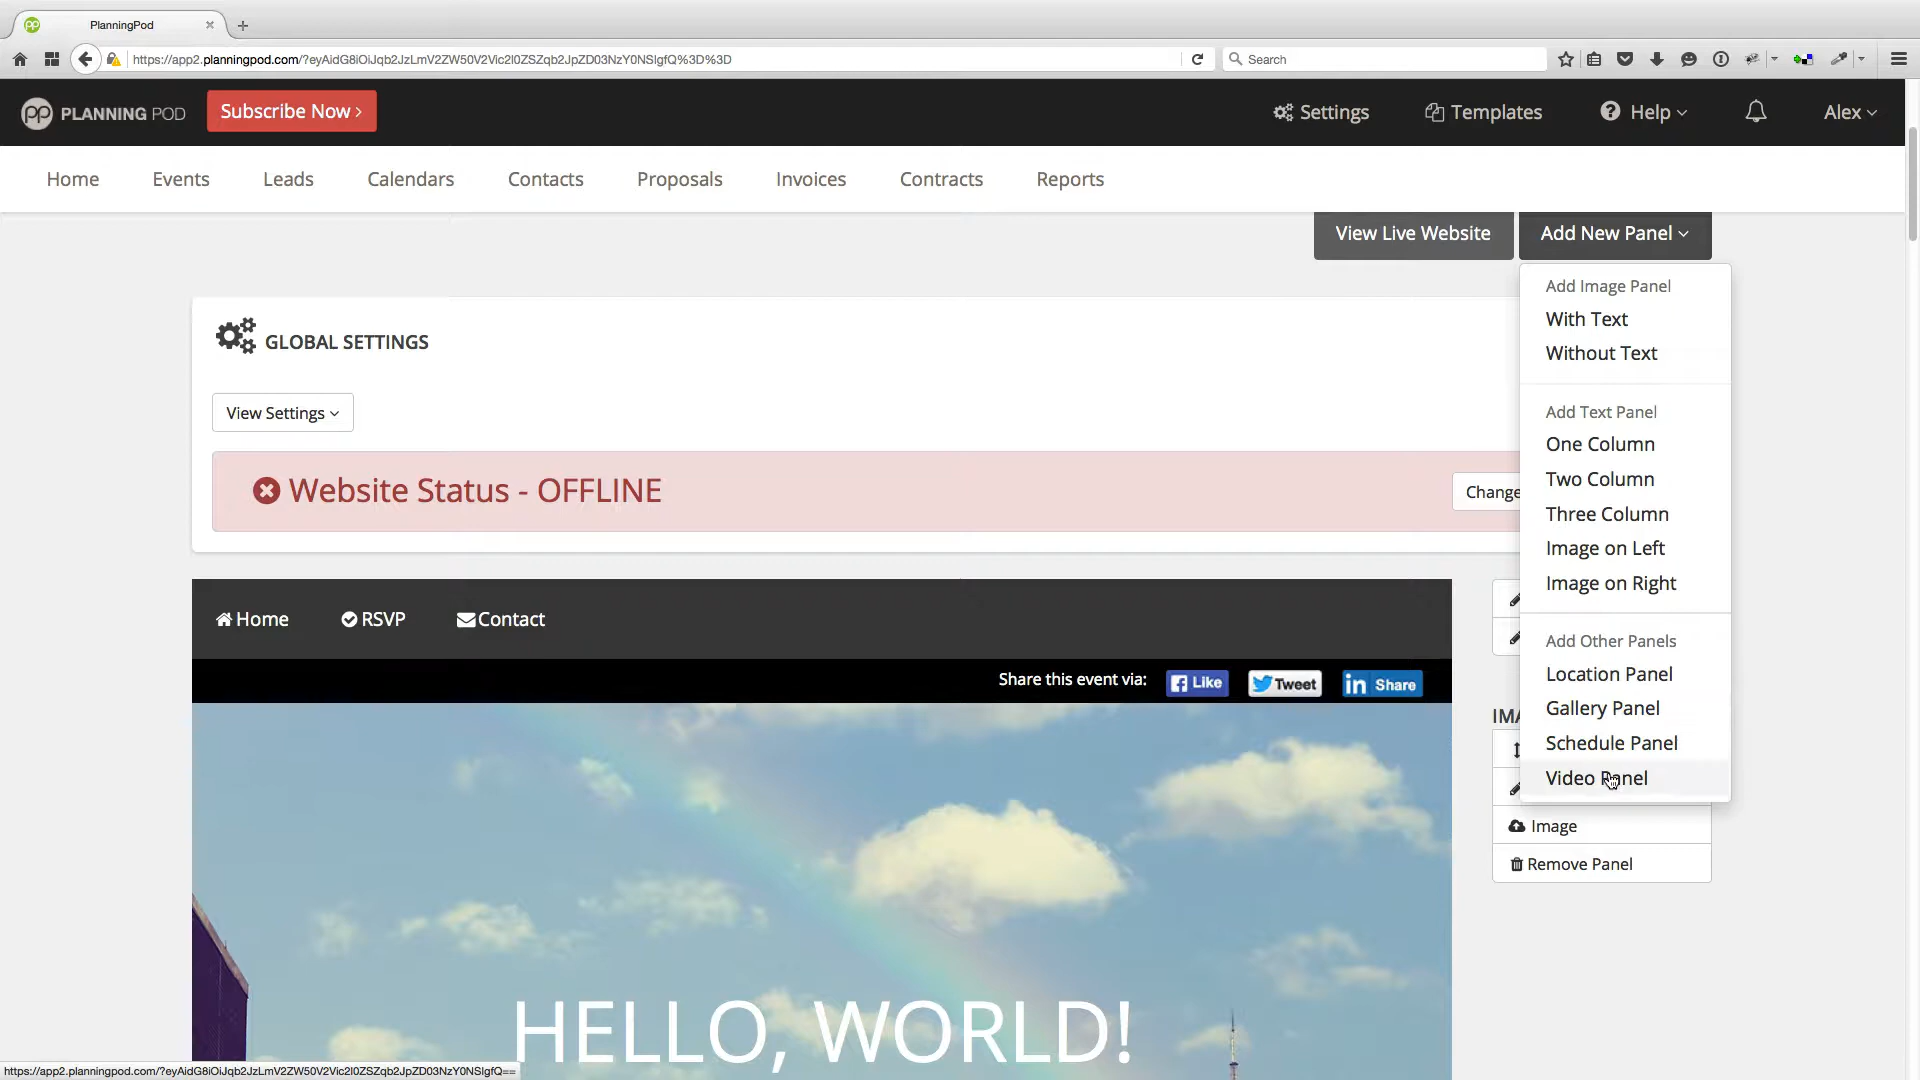 PlanningPod
https://app2.planningpod.com/?eyAidG8iOiJqb2JzLmV2ZW50V2Vic2l0ZSZqb2JpZD03NzY0NSIgfQ%3D%3D
Search
pp PLANNING POD
Subscribe Now ›
Settings
Templates
Help
Alex
Home
Events
Leads
Calendars
Contacts
Proposals
Invoices
Contracts
Reports
View Live Website
Add New Panel
Add Image Panel
With Text
Without Text
Add Text Panel
One Column
Two Column
Three Column
Image on Left
Image on Right
Add Other Panels
Location Panel
Gallery Panel
Schedule Panel
Video Panel
GLOBAL SETTINGS
View Settings
Website Status - OFFLINE
Change
Home
RSVP
Contact
Share this event via:
Like
Tweet
in Share
IMA
Image
Remove Panel
HELLO, WORLD!
https://app2.planningpod.com/?eyAidG8iOiJqb2JzLmV2ZW50V2Vic2l0ZSZqb2JpZD03NzY0NSIgfQ==